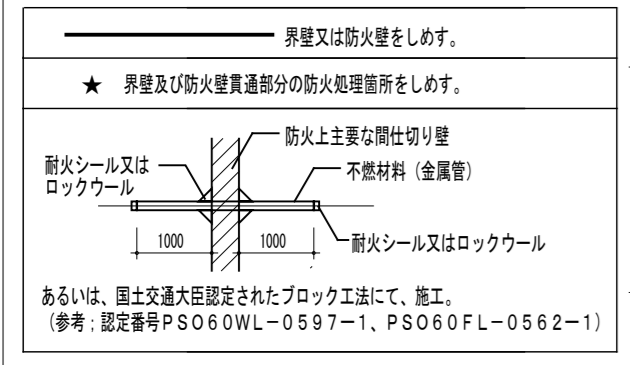 界壁又は防火壁をしめす。
★ 界壁及び防火壁貫通部分の防火処理箇所をしめす。
防火上主要な間仕切り壁
耐火シール又は
ロックウール
不燃材料（金属管）
1000
1000
耐火シール又はロックウール
あるいは、国土交通大臣認定されたブロック工法にて、施工。
（参考；認定番号ＰＳＯ６０ＷＬ－０５９７－１、ＰＳＯ６０ＦＬ－０５６２－１）